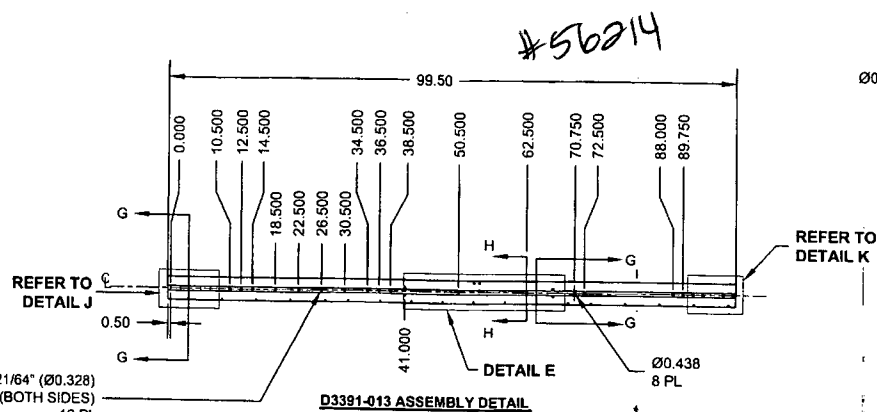 #56214
99.50
Ø0
0.000
10.500
12.500
14.500
18.500
22.500
26.500
30.500
34.500
36.500
38.500
50.500
62.500
70.750
72.500
88.000
89.750
G
H
G
REFER TO
DETAIL K
REFER TO
DETAIL J
℄
0.50
G
41.000
H
G
DETAIL E
Ø0.438
8 PL
21/64" (Ø0.328)
(BOTH SIDES)
D3391-013 ASSEMBLY DETAIL